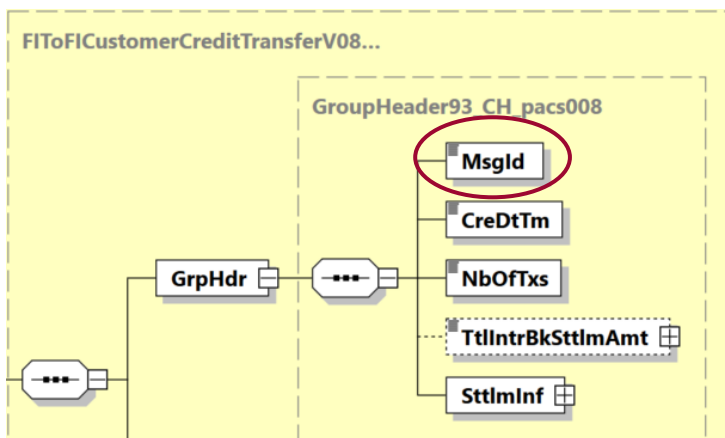 FIToFICustomerCreditTransferV08...
GroupHeader93_CH_pacs008
MsgId
CreDtTm
GrpHdr
NbOfTxs
TtlIntrBkSttlmAmt
SttlmInf